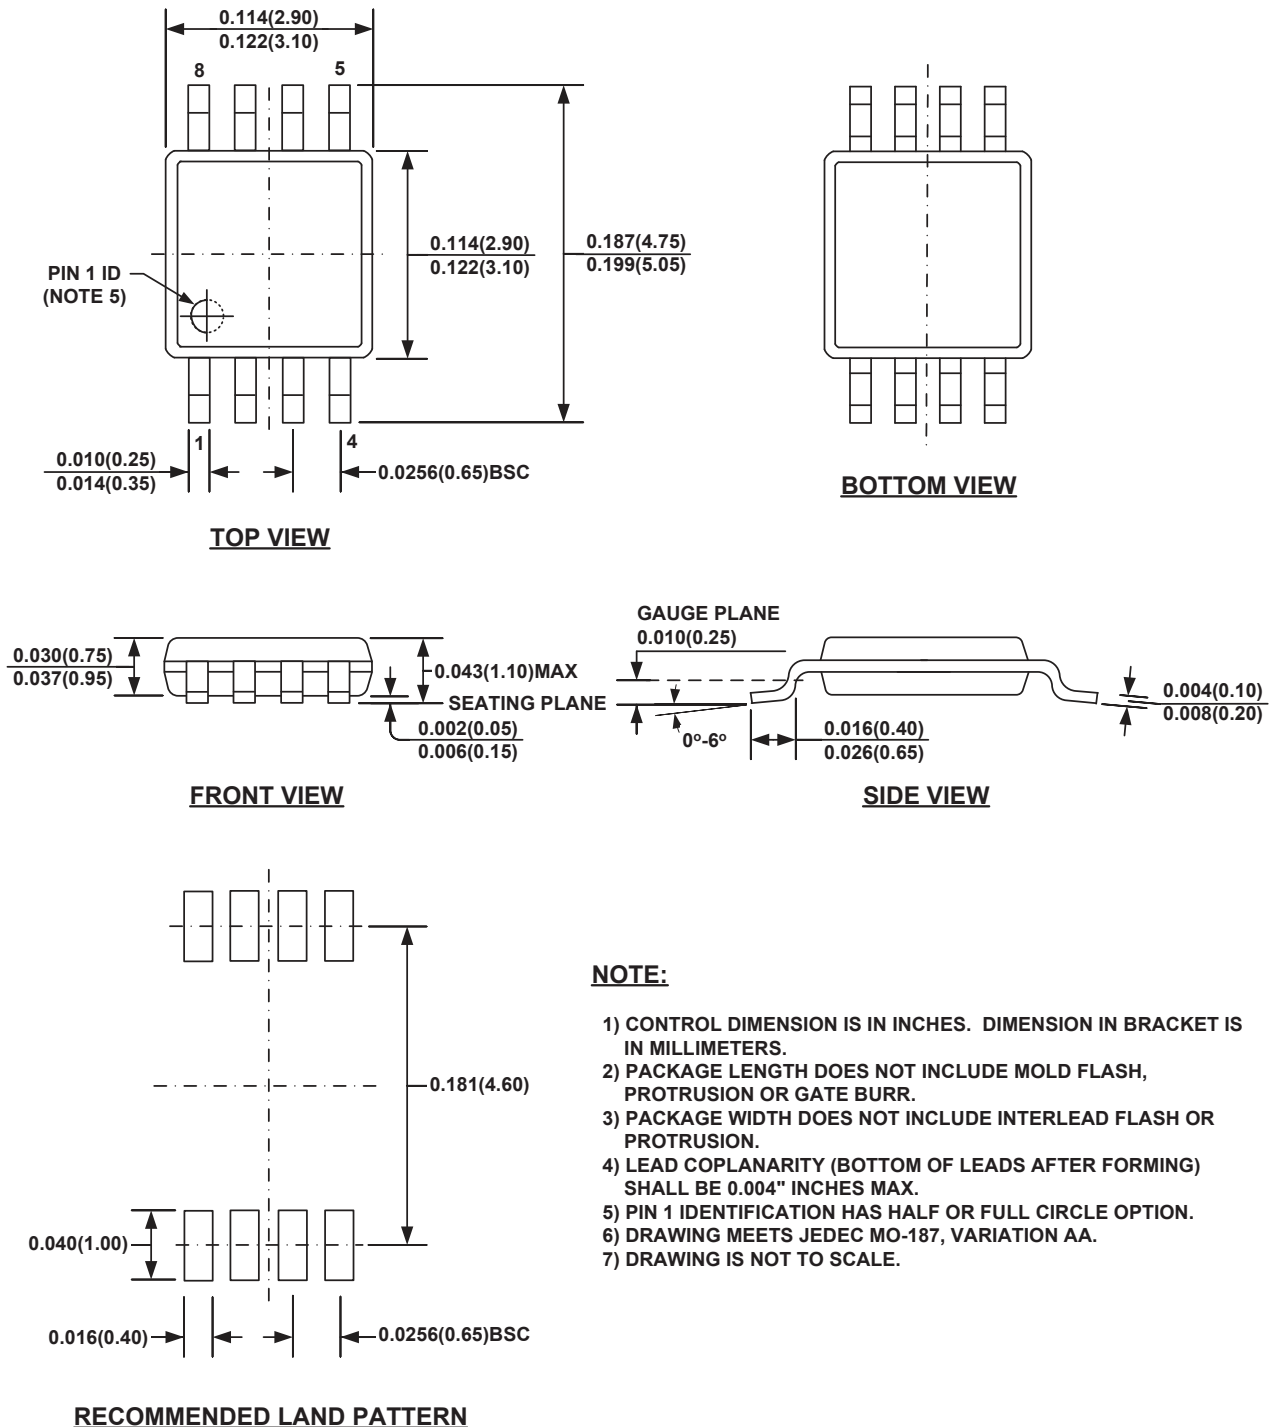 0.114(2.90)
0.122(3.10)
8
5
0.114(2.90)
0.122(3.10)
0.187(4.75)
0.199(5.05)
PIN 1 ID
(NOTE 5)
1
4
0.010(0.25)
0.014(0.35)
0.0256(0.65)BSC
TOP VIEW
BOTTOM VIEW
0.030(0.75)
0.037(0.95)
0.043(1.10)MAX
SEATING PLANE
0.002(0.05)
0.006(0.15)
FRONT VIEW
GAUGE PLANE
0.010(0.25)
0º-6º
0.016(0.40)
0.026(0.65)
0.004(0.10)
0.008(0.20)
SIDE VIEW
0.181(4.60)
0.040(1.00)
0.016(0.40)
0.0256(0.65)BSC
RECOMMENDED LAND PATTERN
NOTE:
1) CONTROL DIMENSION IS IN INCHES. DIMENSION IN BRACKET IS
IN MILLIMETERS.
2) PACKAGE LENGTH DOES NOT INCLUDE MOLD FLASH,
PROTRUSION OR GATE BURR.
3) PACKAGE WIDTH DOES NOT INCLUDE INTERLEAD FLASH OR
PROTRUSION.
4) LEAD COPLANARITY (BOTTOM OF LEADS AFTER FORMING)
SHALL BE 0.004" INCHES MAX.
5) PIN 1 IDENTIFICATION HAS HALF OR FULL CIRCLE OPTION.
6) DRAWING MEETS JEDEC MO-187, VARIATION AA.
7) DRAWING IS NOT TO SCALE.